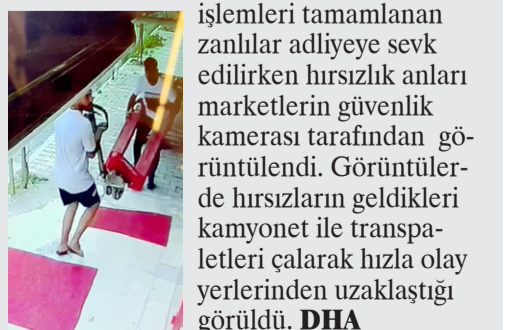 işlemleri tamamlanan
zanlılar adliyeye sevk
edilirken hırsızlık anları
marketlerin güvenlik
kamerası tarafından  gö-
rüntülendi. Görüntüler-
de hırsızların geldikleri
kamyonet ile transpa-
letleri çalarak hızla olay
yerlerinden uzaklaştığı
görüldü. DHA